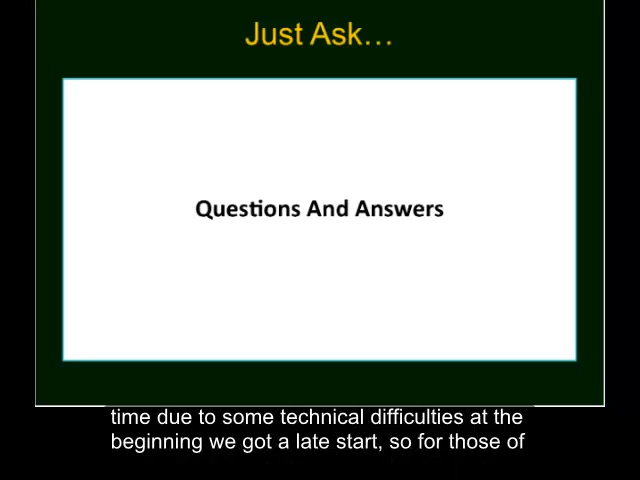 Just Ask…
Questions And Answers
time due to some technical difficulties at the
beginning we got a late start, so for those of